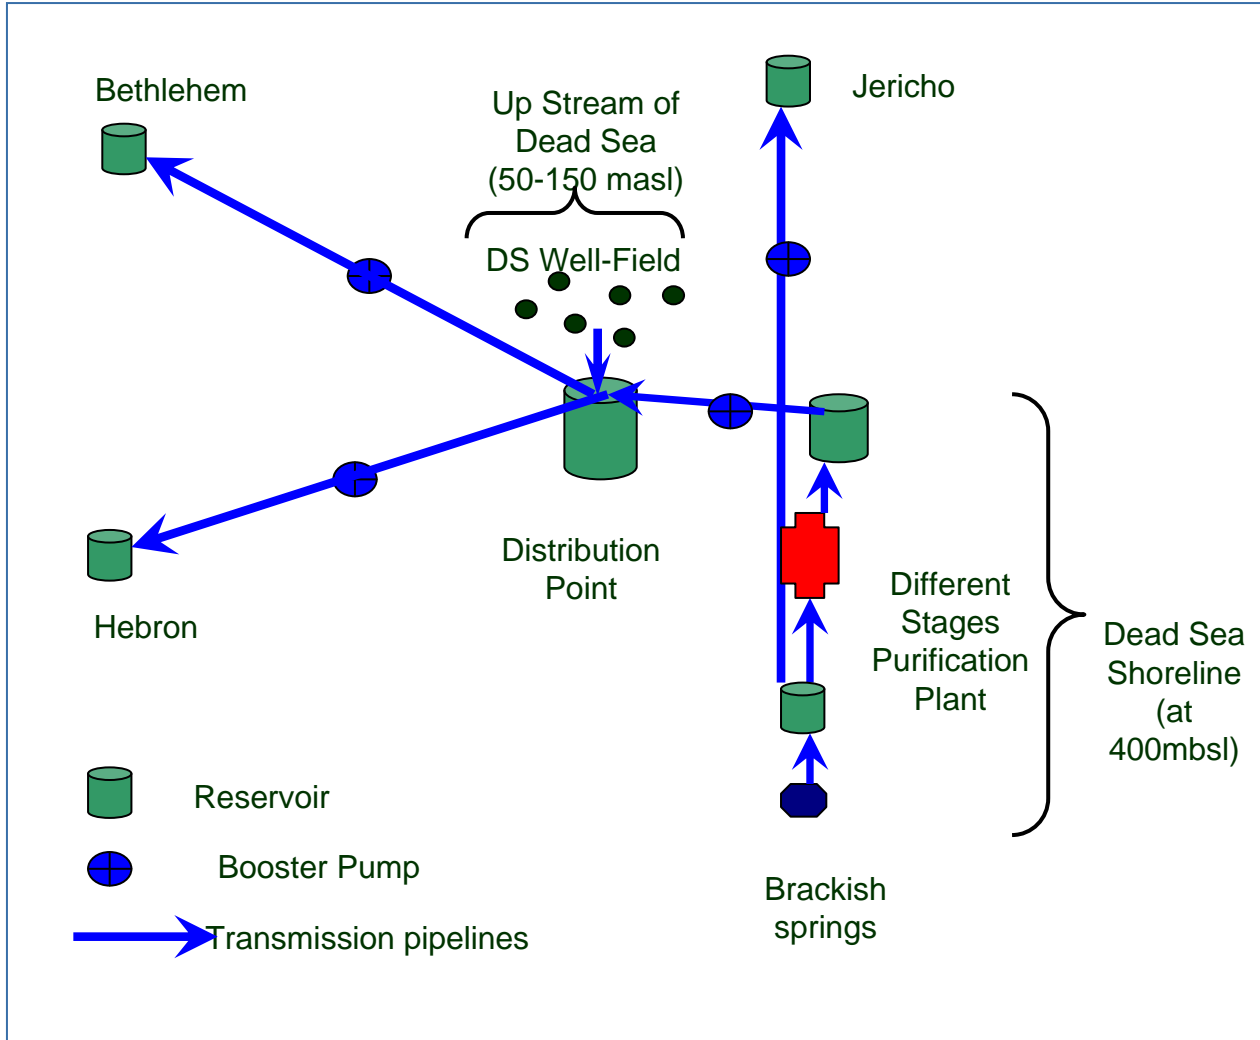 Bethlehem
Up Stream of
Dead Sea
(50-150 masl)
Jericho
DS Well-Field
Distribution
Point
Hebron
Different
Stages
Purification
Plant
Dead Sea
Shoreline
(at
400mbsl)
Reservoir
Booster Pump
Transmission pipelines
Brackish
springs